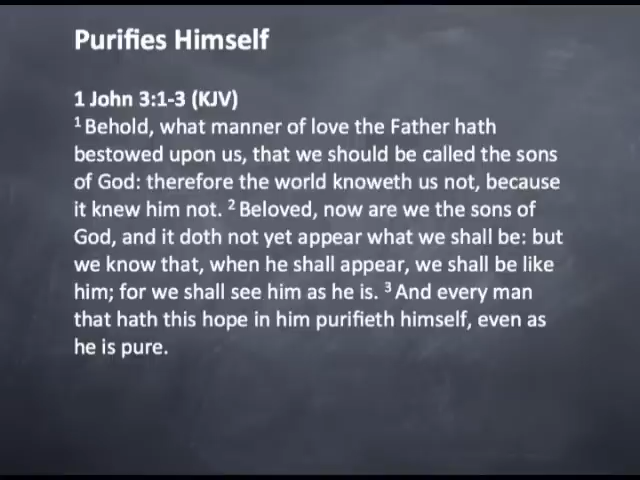 Purifies Himself
1 John 3:1-3 (KJV)
1 Behold, what manner of love the Father hath
bestowed upon us, that we should be called the sons
of God: therefore the world knoweth us not, because
it knew him not. 2 Beloved, now are we the sons of
God, and it doth not yet appear what we shall be: but
we know that, when he shall appear, we shall be like
him; for we shall see him as he is. 3 And every man
that hath this hope in him purifieth himself, even as
he is pure.